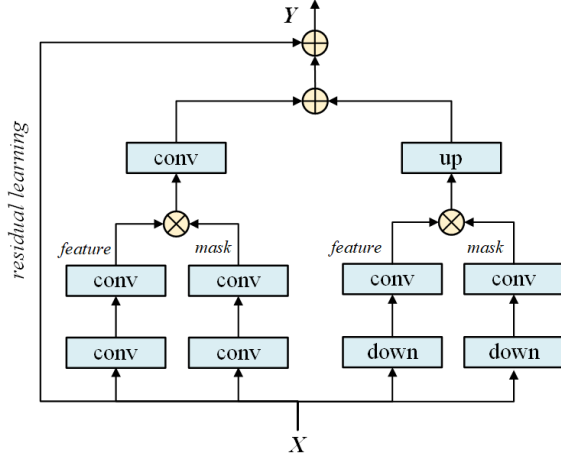 Y
residual learning
conv
up
feature
mask
feature
mask
conv
conv
conv
conv
conv
conv
down
down
X